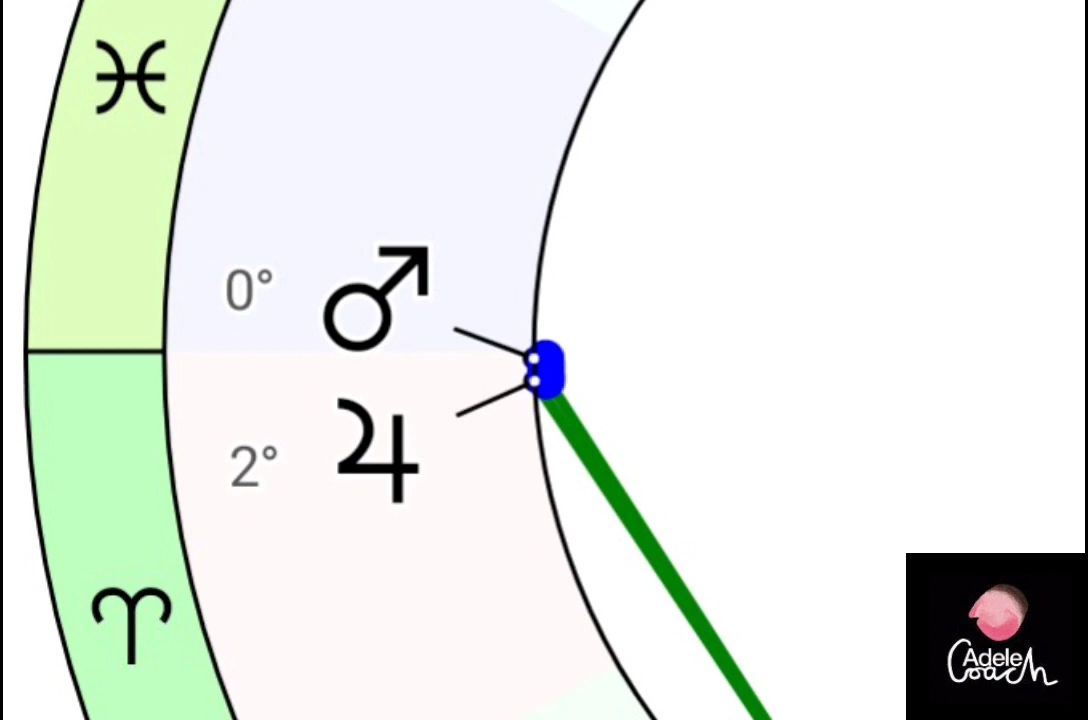 ♓
0° ♂
2° ♃
♈
Adele
Coach